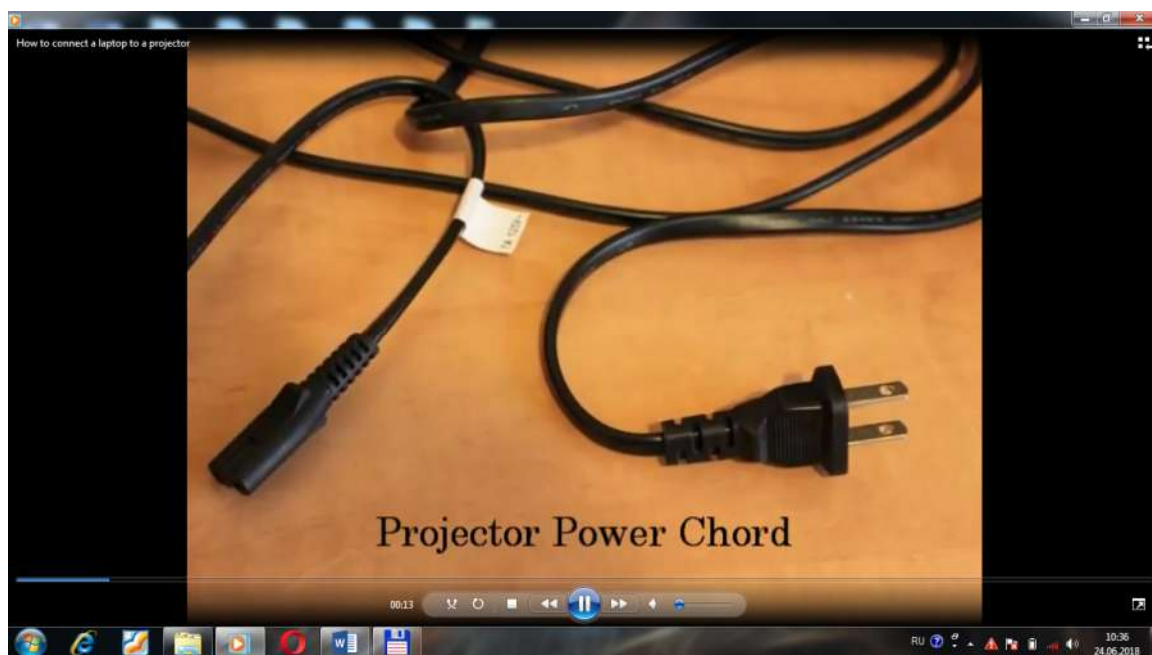 How to connect a laptop to a projector
Projector Power Chord
00:13
RU
10:36
24.06.2018